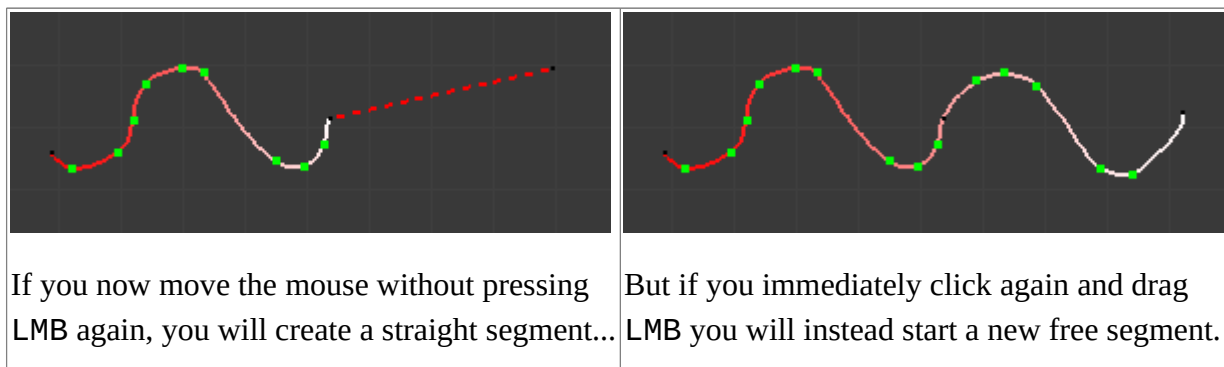 If you now move the mouse without pressing
LMB again, you will create a straight segment...
But if you immediately click again and drag
LMB you will instead start a new free segment.